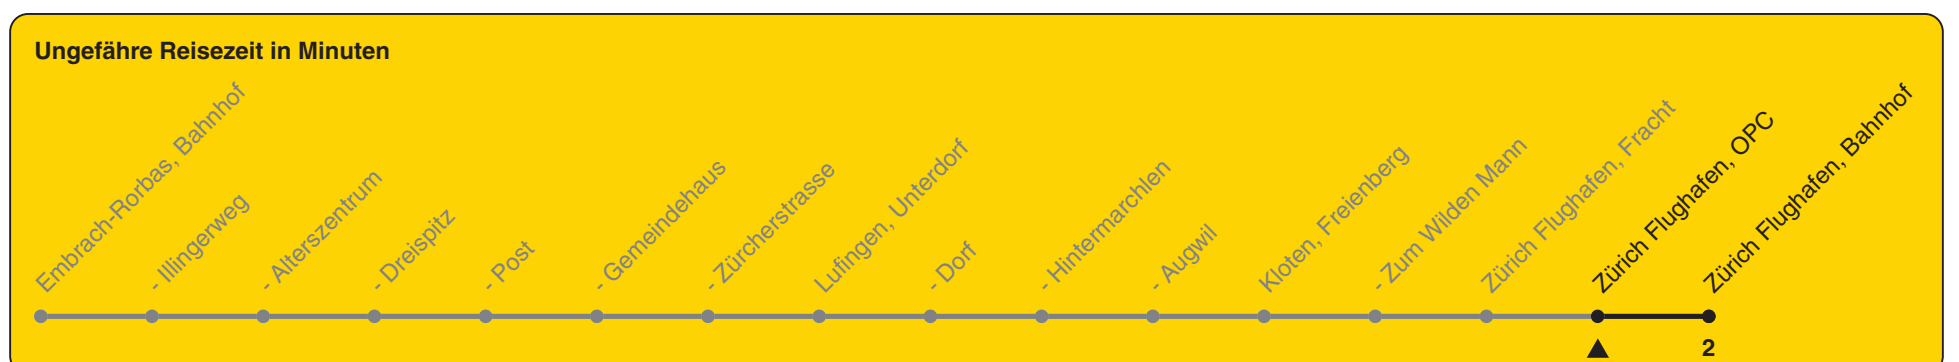 Ungefähre Reisezeit in Minuten
Embrach-Rorbas, Bahnhof
- Illingerweg
- Alterszentrum
- Dreispitz
- Post
- Gemeindehaus
- Zürcherstrasse
Lufingen, Unterdorf
- Dorf
- Hintermarchlen
- Augwil
Kloten, Freienberg
- Zum Wilden Mann
Zürich Flughafen, Fracht
Zürich Flughafen, OPC
Zürich Flughafen, Bahnhof
2